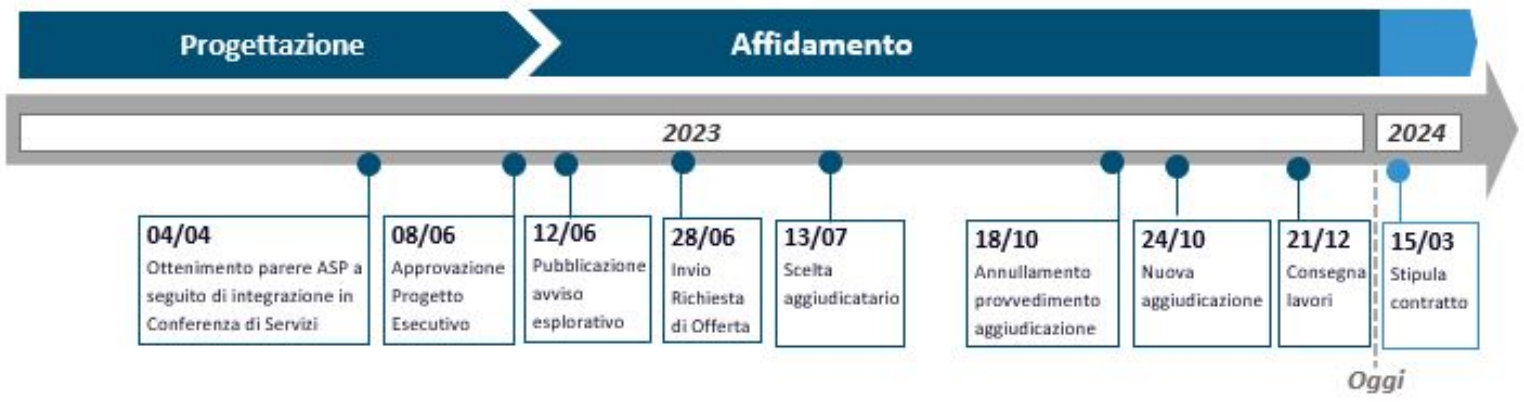 Progettazione
Affidamento
2023
2024
04/04
Ottenimento parere ASP a
seguito di integrazione in
Conferenza di Servizi
08/06
Approvazione
Progetto
Esecutivo
12/06
Pubblicazione
avviso
esplorativo
28/06
Invio
Richiesta
di Offerta
13/07
Scelta
aggiudicatario
18/10
Annullamento
provvedimento
aggiudicazione
24/10
Nuova
aggiudicazione
21/12
Consegna
lavori
15/03
Stipula
contratto
Oggi